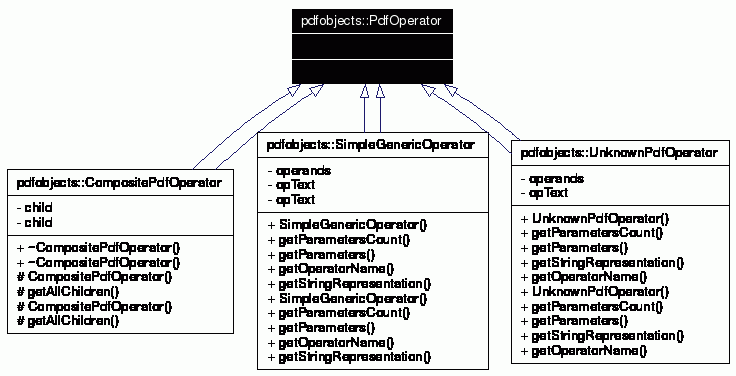 pdfobjects::PdfOperator
pdfobjects::CompositePdfOperator
- child
- child
+ ~CompositePdfOperator()
+ ~CompositePdfOperator()
# CompositePdfOperator()
# getAllChildren()
# CompositePdfOperator()
# getAllChildren()
pdfobjects::SimpleGenericOperator
- operands
- opText
- opText
+ SimpleGenericOperator()
+ getParametersCount()
+ getParameters()
+ getOperatorName()
+ getStringRepresentation()
+ SimpleGenericOperator()
+ getParametersCount()
+ getParameters()
+ getOperatorName()
+ getStringRepresentation()
pdfobjects::UnknownPdfOperator
- operands
- opText
+ UnknownPdfOperator()
+ getParametersCount()
+ getParameters()
+ getStringRepresentation()
+ getOperatorName()
+ UnknownPdfOperator()
+ getParametersCount()
+ getParameters()
+ getStringRepresentation()
+ getOperatorName()